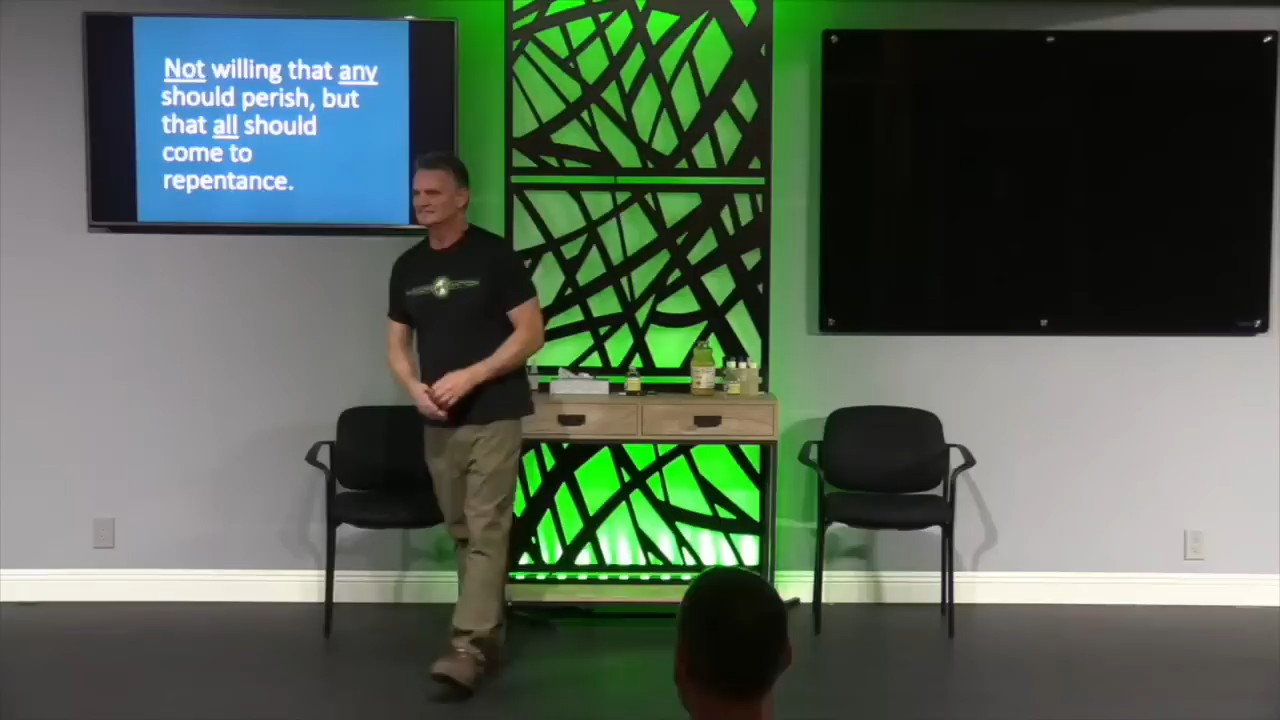 Not willing that any
should perish, but
that all should
come to
repentance.